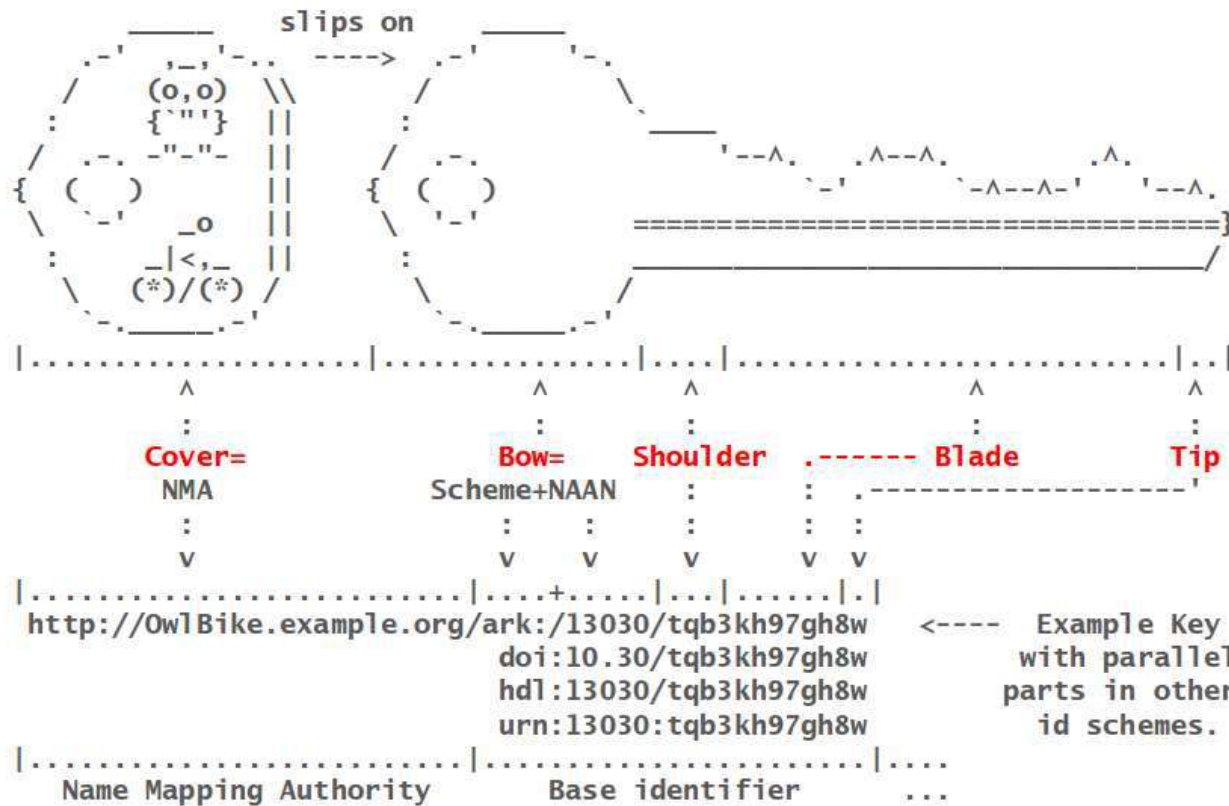 slips on
---->
(o,o)
Cover= Bow= Shoulder .------ Blade Tip
NMA Scheme+NAAN
http://OwlBike.example.org/ark:/13030/tqb3kh97gh8w <---- Example Key
doi:10.30/tqb3kh97gh8w with parallel
hdl:13030/tqb3kh97gh8w parts in other
urn:13030:tqb3kh97gh8w id schemes.
Name Mapping Authority Base identifier ...